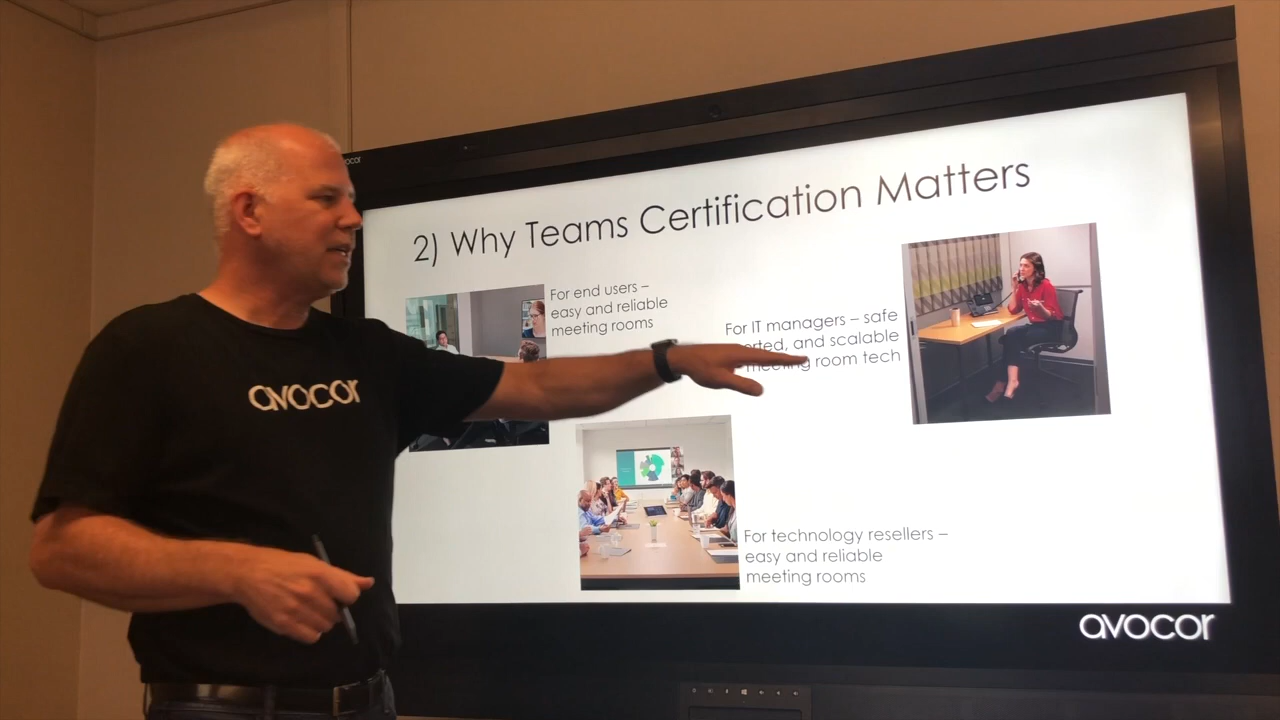 2) Why Teams Certification Matters
For end users –
easy and reliable
meeting rooms
For IT managers – safe
and scalable
meeting room tech
For technology resellers –
easy and reliable
meeting rooms
avocor
avocor